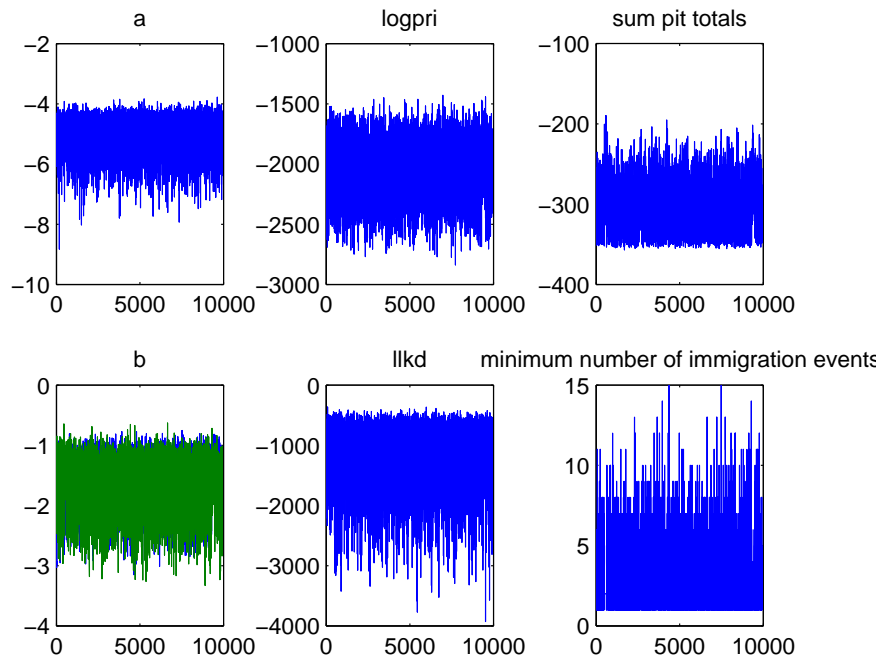 a
−2
−4
−6
−8
−10
0 5000 10000
logpri
−1000
−1500
−2000
−2500
−3000
0 5000 10000
sum pit totals
−100
−200
−300
−400
0 5000 10000
b
0
−1
−2
−3
−4
0 5000 10000
llkd
0
−1000
−2000
−3000
−4000
0 5000 10000
minimum number of immigration events
15
10
5
0
0 5000 10000